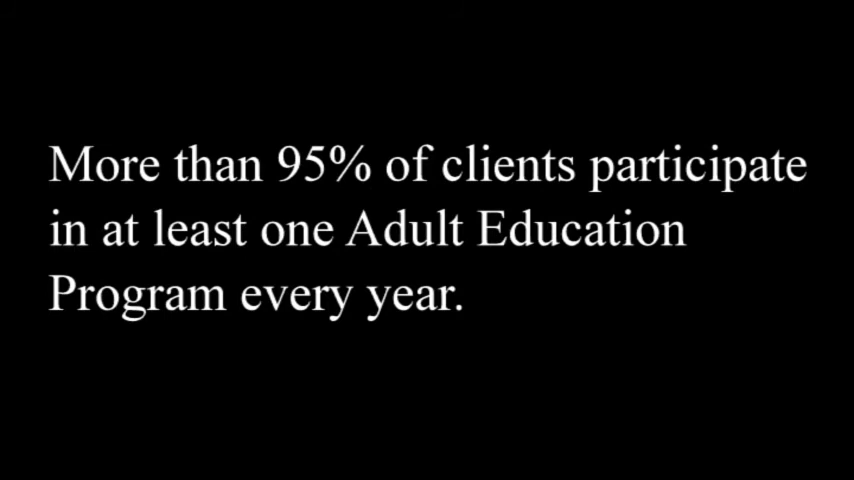 More than 95% of clients participate
in at least one Adult Education
Program every year.